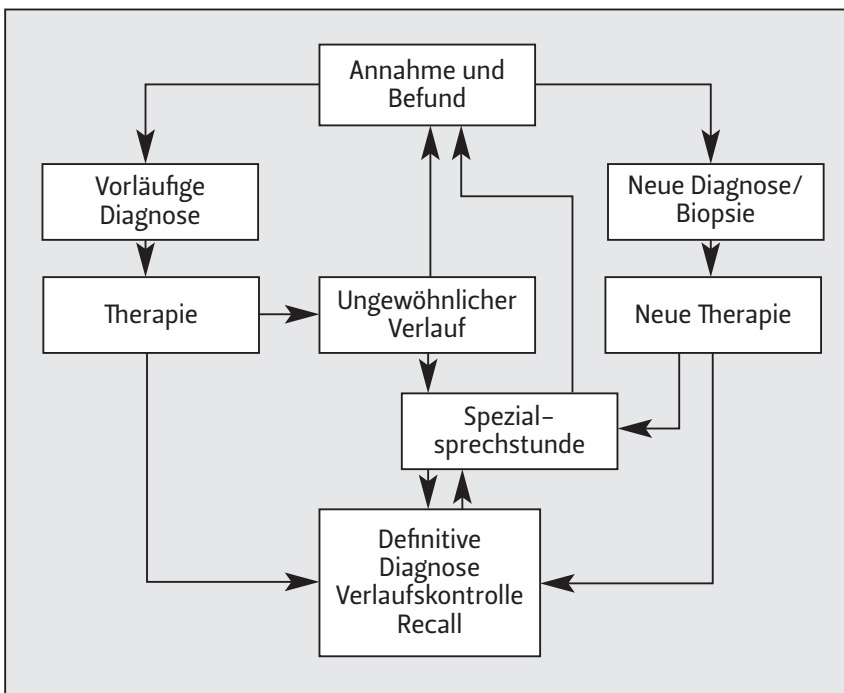 Annahme und
Befund
Vorläufige
Diagnose
Neue Diagnose/
Biopsie
Therapie
Ungewöhnlicher
Verlauf
Neue Therapie
Spezial-
sprechstunde
Definitive
Diagnose
Verlaufskontrolle
Recall